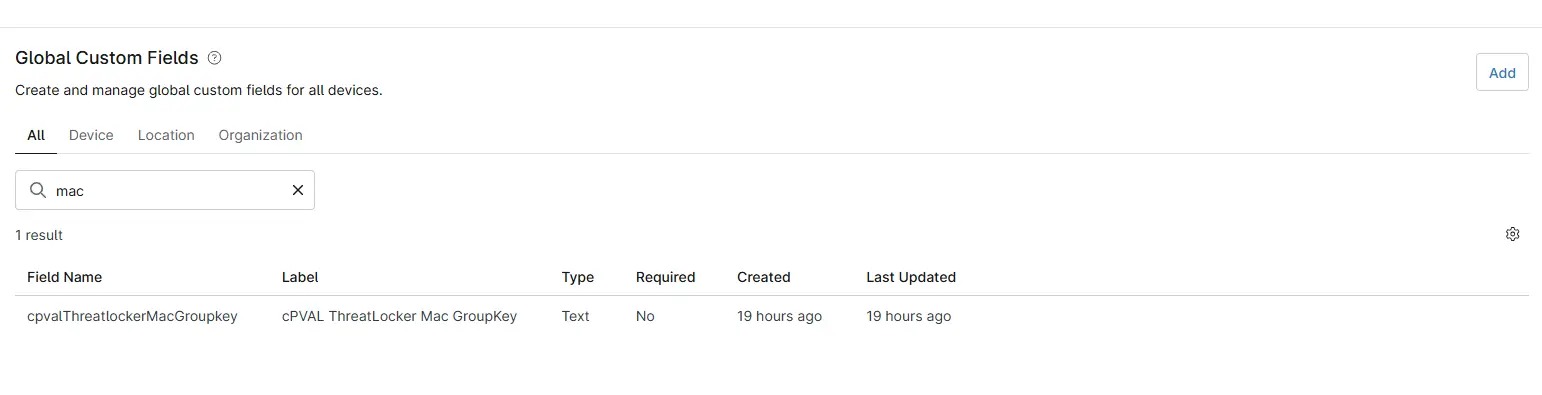 Global Custom Fields
Add
Create and manage global custom fields for all devices.
All Device Location Organization
mac
1 result
Field Name Label Type Required Created Last Updated
cpvalThreatlockerMacGroupkey cPVAL ThreatLocker Mac GroupKey Text No 19 hours ago 19 hours ago